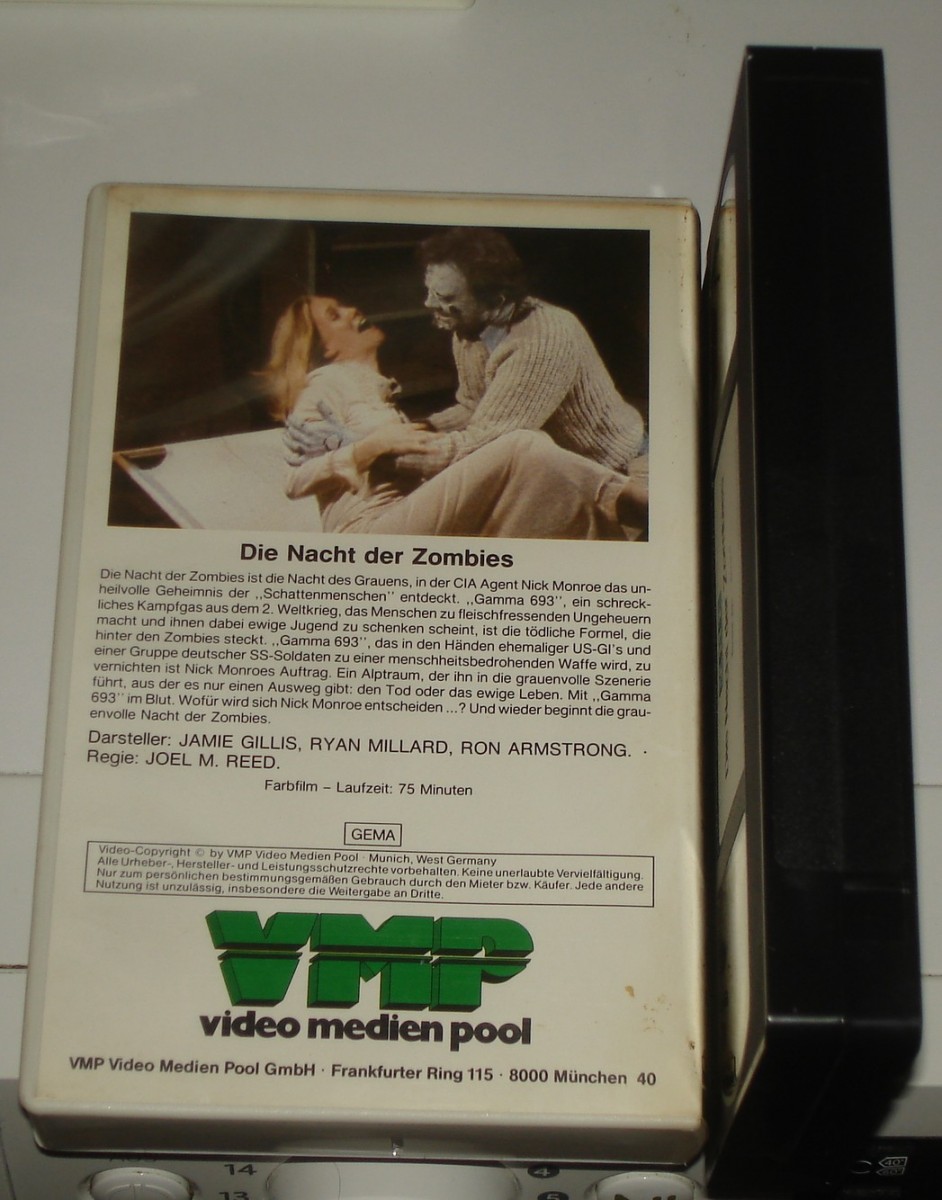 Die Nacht der Zombies
Die Nacht der Zombies ist die Nacht des Grauens, in der CIA Agent Nick Monroe das un-
heilvolle Geheimnis der ,,Schattenmenschen'' entdeckt. ,,Gamma 693'', ein schreck-
liches Kampfgas aus dem 2. Weltkrieg, das Menschen zu fleischfressenden Ungeheuern
macht und ihnen dabei ewige Jugend zu schenken scheint, ist die tödliche Formel, die
hinter den Zombies steckt. ,,Gamma 693'', das in den Händen ehemaliger US-GI's und
einer Gruppe deutscher SS-Soldaten zu einer menschheitsbedrohenden Waffe wird, zu
vernichten ist Nick Monroes Auftrag. Ein Alptraum, der ihn in die grauenvolle Szenerie
führt, aus der es nur einen Ausweg gibt: den Tod oder das ewige Leben. Mit ,,Gamma
693'' im Blut. Wofür wird sich Nick Monroe entscheiden ...? Und wieder beginnt die grau-
envolle Nacht der Zombies.
Darsteller: JAMIE GILLIS, RYAN MILLARD, RON ARMSTRONG. ·
Regie: JOEL M. REED.
Farbfilm – Laufzeit: 75 Minuten
GEMA
Video-Copyright © by VMP Video Medien Pool · Munich, West Germany
Alle Urheber-, Hersteller- und Leistungsschutzrechte vorbehalten. Keine unerlaubte Vervielfältigung.
Nur zum persönlichen bestimmungsgemäßen Gebrauch durch den Mieter bzw. Käufer. Jede andere
Nutzung ist unzulässig, insbesondere die Weitergabe an Dritte.
VMP
video medien pool
VMP Video Medien Pool GmbH · Frankfurter Ring 115 · 8000 München 40
14
4
13
5